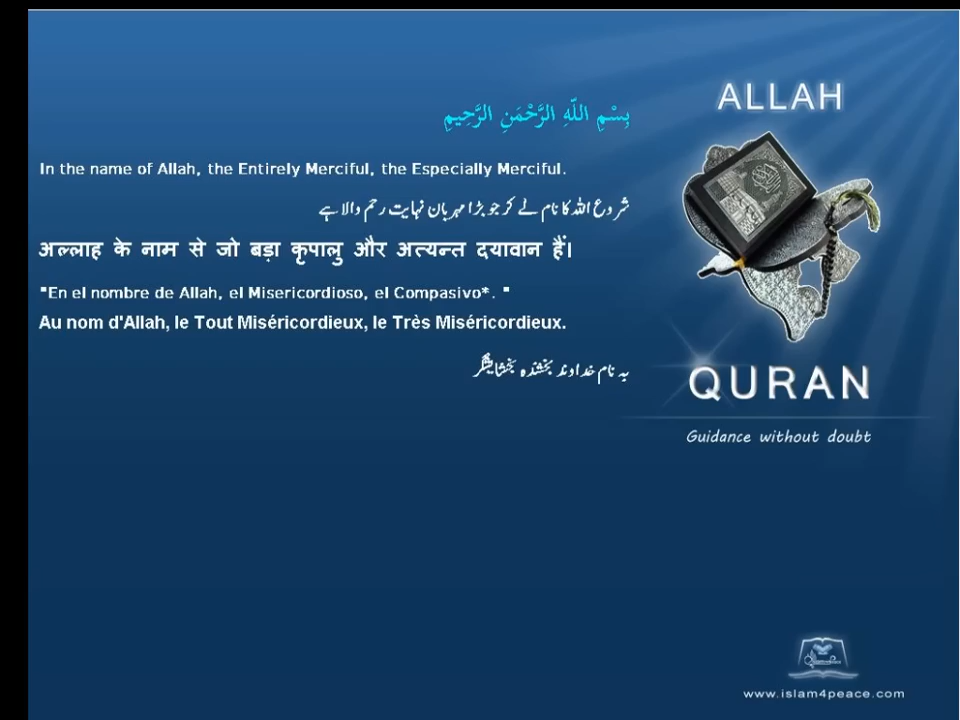 بِسْمِ اللّهِ الرَّحْمَنِ الرَّحِيمِ
In the name of Allah, the Entirely Merciful, the Especially Merciful.
شروع اللہ کا نام لے کر جو بڑا مہربان نہایت رحم والا ہے
अल्लाह के नाम से जो बड़ा कृपालु और अत्यन्त दयावान हैं।
"En el nombre de Allah, el Misericordioso, el Compasivo*. "
Au nom d'Allah, le Tout Miséricordieux, le Très Miséricordieux.
به نام خداوند بخشنده بخشایشگر
ALLAH
QURAN
Guidance without doubt
www.islam4peace.com